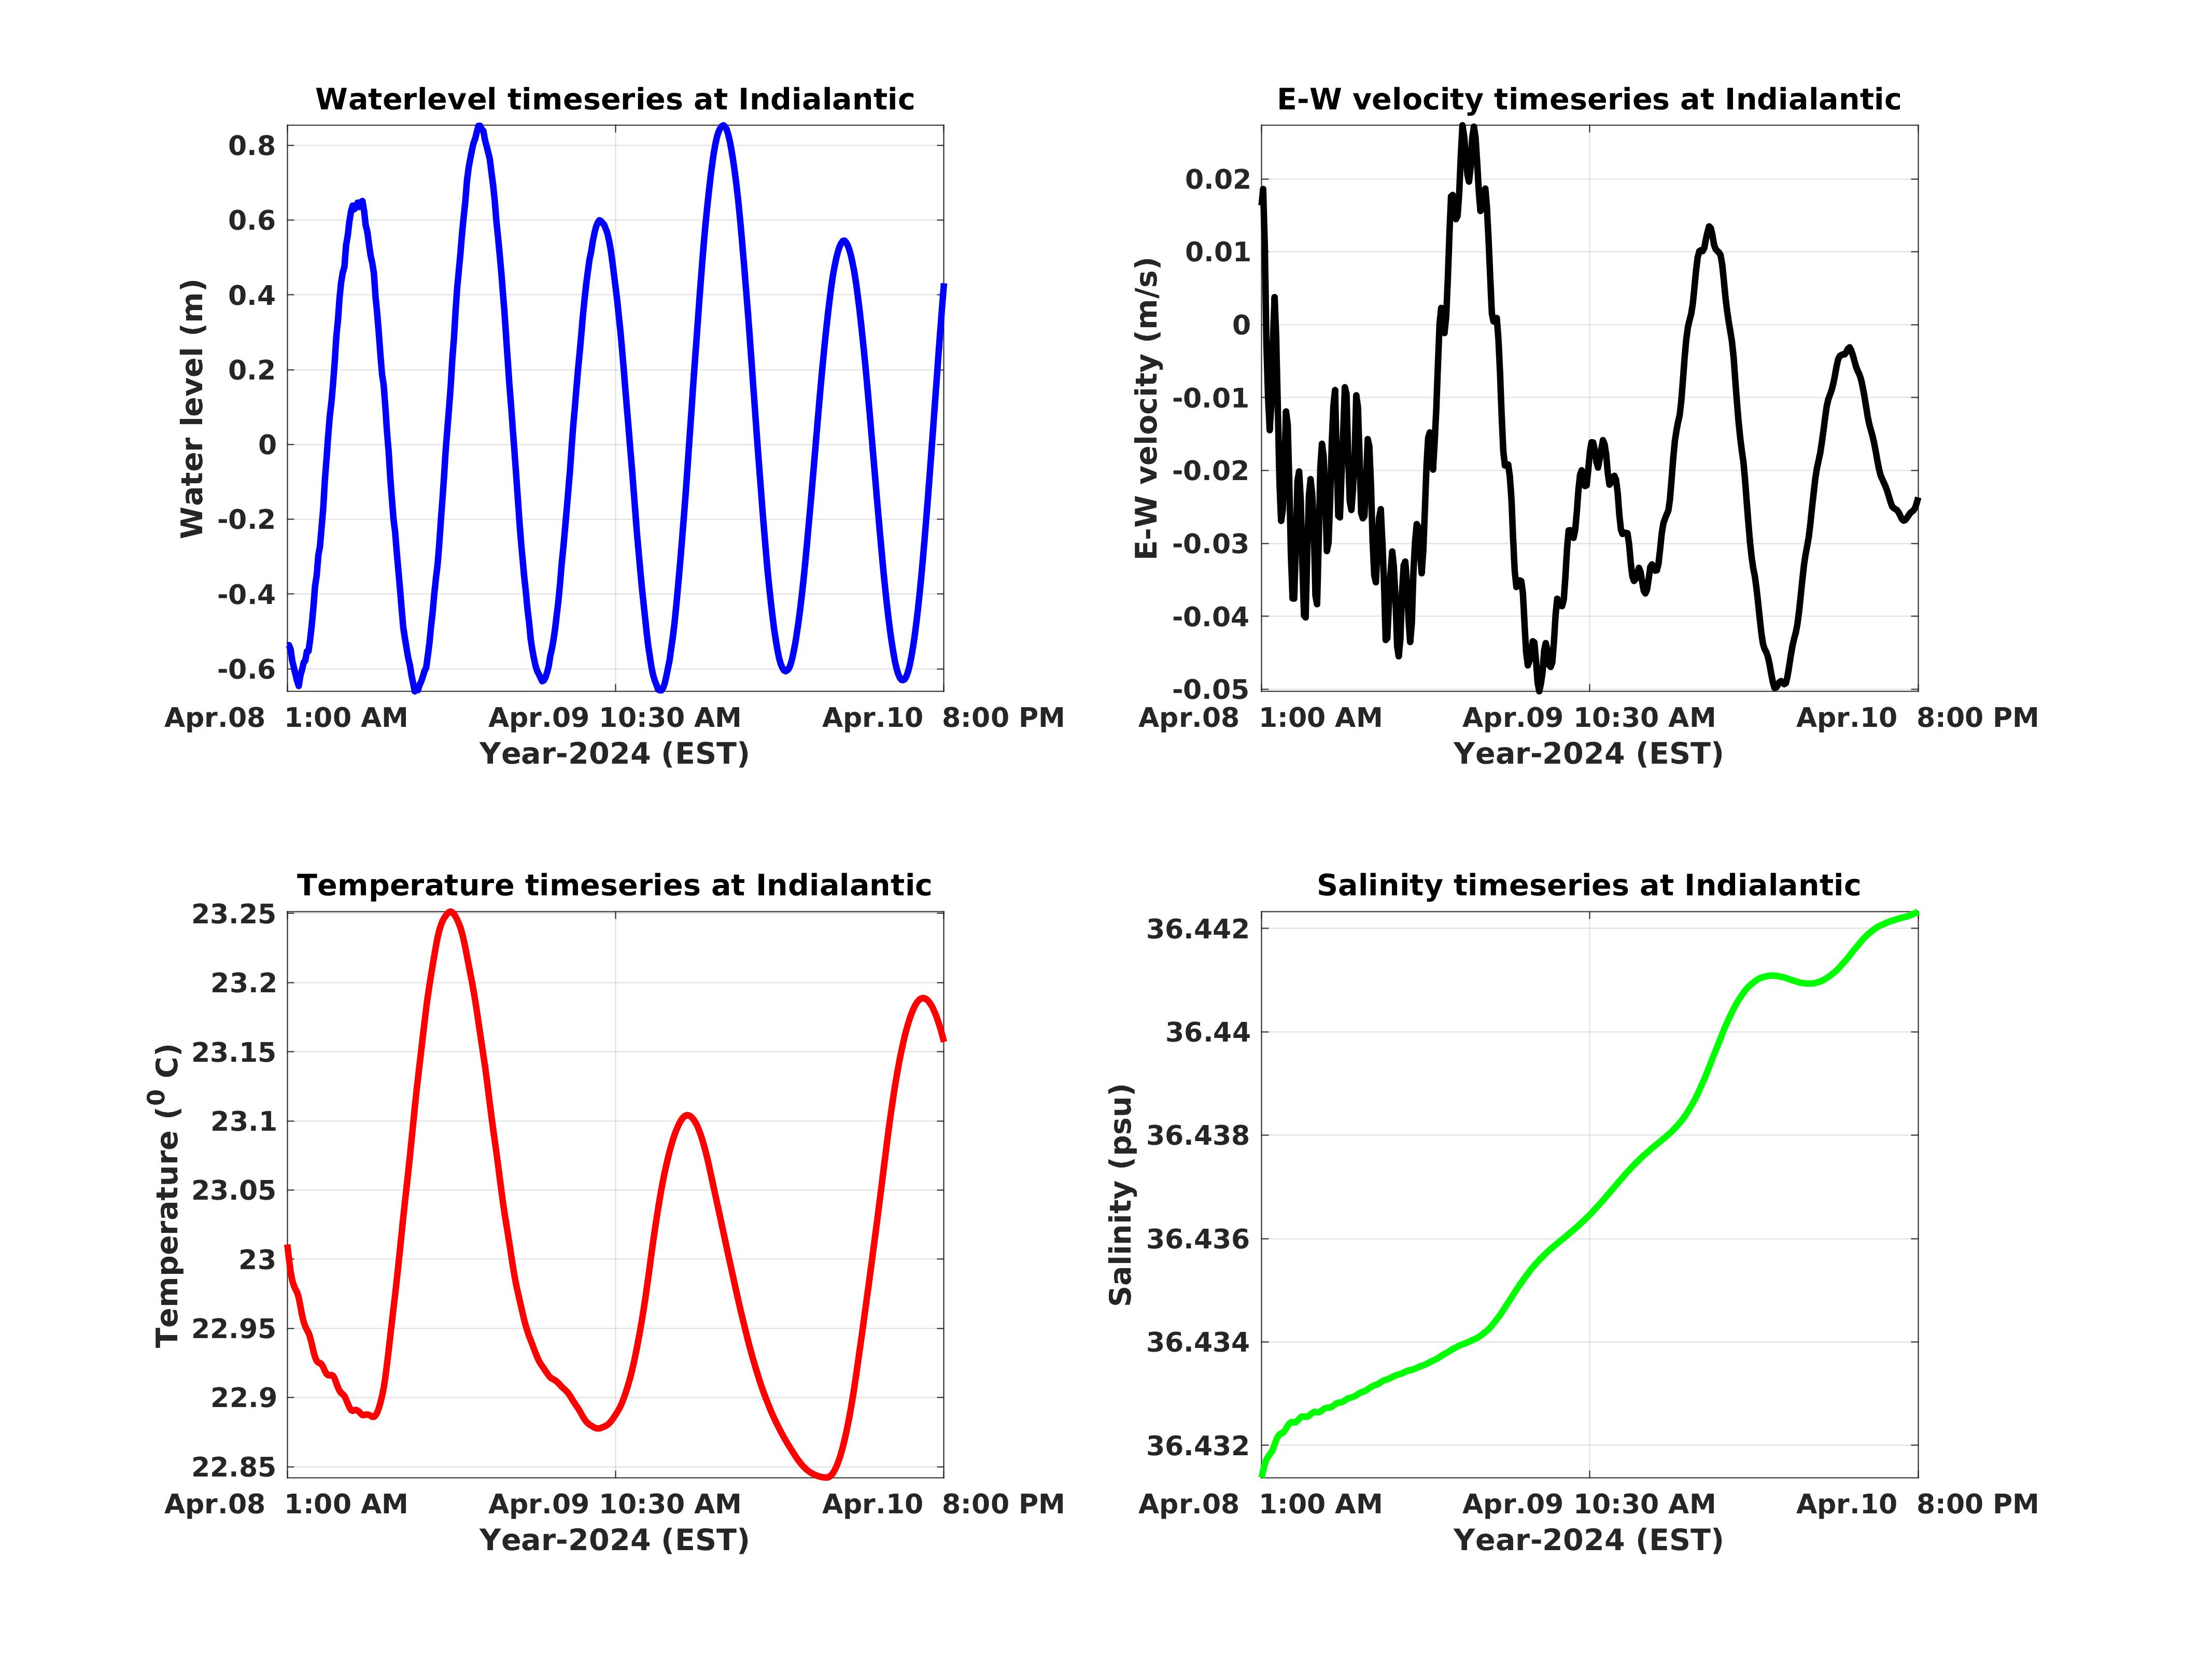 Waterlevel timeseries at Indialantic
0.8
0.6
0.4
0.2
0
-0.2
-0.4
-0.6
Water level (m)
Apr.08 1:00 AM Apr.09 10:30 AM Apr.10 8:00 PM
Year-2024 (EST)
E-W velocity timeseries at Indialantic
0.02
0.01
0
-0.01
-0.02
-0.03
-0.04
-0.05
E-W velocity (m/s)
Apr.08 1:00 AM Apr.09 10:30 AM Apr.10 8:00 PM
Year-2024 (EST)
Temperature timeseries at Indialantic
23.25
23.2
23.15
23.1
23.05
23
22.95
22.9
22.85
Temperature (⁰ C)
Apr.08 1:00 AM Apr.09 10:30 AM Apr.10 8:00 PM
Year-2024 (EST)
Salinity timeseries at Indialantic
36.442
36.44
36.438
36.436
36.434
36.432
Salinity (psu)
Apr.08 1:00 AM Apr.09 10:30 AM Apr.10 8:00 PM
Year-2024 (EST)